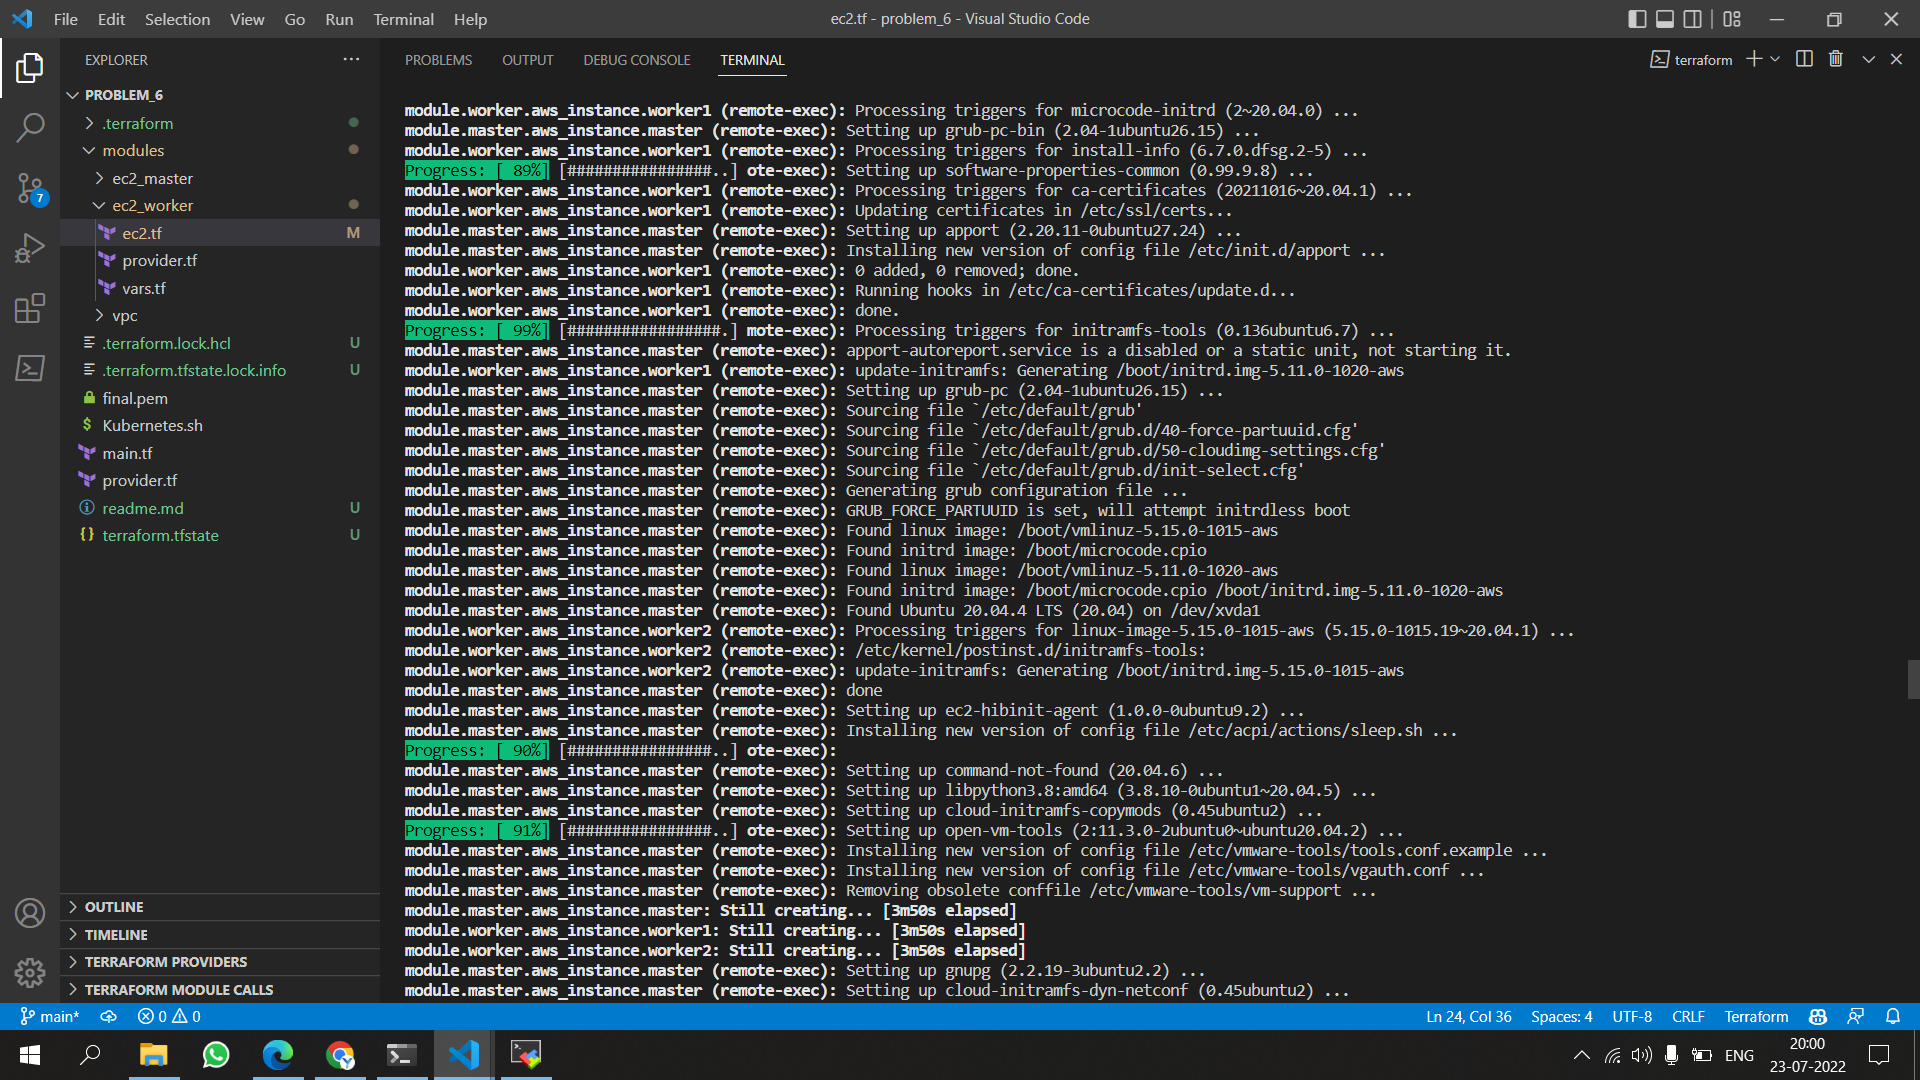 File Edit Selection View Go Run Terminal Help
ec2.tf - problem_6 - Visual Studio Code
EXPLORER
PROBLEM_6
.terraform
modules
ec2_master
ec2_worker
ec2.tf M
provider.tf
vars.tf
vpc
.terraform.lock.hcl U
.terraform.tfstate.lock.info U
final.pem
Kubernetes.sh
main.tf
provider.tf
readme.md U
terraform.tfstate U
7
OUTLINE
TIMELINE
TERRAFORM PROVIDERS
TERRAFORM MODULE CALLS
PROBLEMS OUTPUT DEBUG CONSOLE TERMINAL
terraform
module.worker.aws_instance.worker1 (remote-exec): Processing triggers for microcode-initrd (2~20.04.0) ...
module.master.aws_instance.master (remote-exec): Setting up grub-pc-bin (2.04-1ubuntu26.15) ...
module.worker.aws_instance.worker1 (remote-exec): Processing triggers for install-info (6.7.0.dfsg.2-5) ...
Progress: [ 89%] [################..] ote-exec): Setting up software-properties-common (0.99.9.8) ...
module.worker.aws_instance.worker1 (remote-exec): Processing triggers for ca-certificates (20211016~20.04.1) ...
module.worker.aws_instance.worker1 (remote-exec): Updating certificates in /etc/ssl/certs...
module.master.aws_instance.master (remote-exec): Setting up apport (2.20.11-0ubuntu27.24) ...
module.master.aws_instance.master (remote-exec): Installing new version of config file /etc/init.d/apport ...
module.worker.aws_instance.worker1 (remote-exec): 0 added, 0 removed; done.
module.worker.aws_instance.worker1 (remote-exec): Running hooks in /etc/ca-certificates/update.d...
module.worker.aws_instance.worker1 (remote-exec): done.
Progress: [ 99%] [#################.] mote-exec): Processing triggers for initramfs-tools (0.136ubuntu6.7) ...
module.master.aws_instance.master (remote-exec): apport-autoreport.service is a disabled or a static unit, not starting it.
module.worker.aws_instance.worker1 (remote-exec): update-initramfs: Generating /boot/initrd.img-5.11.0-1020-aws
module.master.aws_instance.master (remote-exec): Setting up grub-pc (2.04-1ubuntu26.15) ...
module.master.aws_instance.master (remote-exec): Sourcing file `/etc/default/grub'
module.master.aws_instance.master (remote-exec): Sourcing file `/etc/default/grub.d/40-force-partuuid.cfg'
module.master.aws_instance.master (remote-exec): Sourcing file `/etc/default/grub.d/50-cloudimg-settings.cfg'
module.master.aws_instance.master (remote-exec): Sourcing file `/etc/default/grub.d/init-select.cfg'
module.master.aws_instance.master (remote-exec): Generating grub configuration file ...
module.master.aws_instance.master (remote-exec): GRUB_FORCE_PARTUUID is set, will attempt initrdless boot
module.master.aws_instance.master (remote-exec): Found linux image: /boot/vmlinuz-5.15.0-1015-aws
module.master.aws_instance.master (remote-exec): Found initrd image: /boot/microcode.cpio
module.master.aws_instance.master (remote-exec): Found linux image: /boot/vmlinuz-5.11.0-1020-aws
module.master.aws_instance.master (remote-exec): Found initrd image: /boot/microcode.cpio /boot/initrd.img-5.11.0-1020-aws
module.master.aws_instance.master (remote-exec): Found Ubuntu 20.04.4 LTS (20.04) on /dev/xvda1
module.worker.aws_instance.worker2 (remote-exec): Processing triggers for linux-image-5.15.0-1015-aws (5.15.0-1015.19~20.04.1) ...
module.worker.aws_instance.worker2 (remote-exec): /etc/kernel/postinst.d/initramfs-tools:
module.worker.aws_instance.worker2 (remote-exec): update-initramfs: Generating /boot/initrd.img-5.15.0-1015-aws
module.master.aws_instance.master (remote-exec): done
module.master.aws_instance.master (remote-exec): Setting up ec2-hibinit-agent (1.0.0-0ubuntu9.2) ...
module.master.aws_instance.master (remote-exec): Installing new version of config file /etc/acpi/actions/sleep.sh ...
Progress: [ 90%] [################..] ote-exec):
module.master.aws_instance.master (remote-exec): Setting up command-not-found (20.04.6) ...
module.master.aws_instance.master (remote-exec): Setting up libpython3.8:amd64 (3.8.10-0ubuntu1~20.04.5) ...
module.master.aws_instance.master (remote-exec): Setting up cloud-initramfs-copymods (0.45ubuntu2) ...
Progress: [ 91%] [################..] ote-exec): Setting up open-vm-tools (2:11.3.0-2ubuntu0~ubuntu20.04.2) ...
module.master.aws_instance.master (remote-exec): Installing new version of config file /etc/vmware-tools/tools.conf.example ...
module.master.aws_instance.master (remote-exec): Installing new version of config file /etc/vmware-tools/vgauth.conf ...
module.master.aws_instance.master (remote-exec): Removing obsolete conffile /etc/vmware-tools/vm-support ...
module.master.aws_instance.master: Still creating... [3m50s elapsed]
module.worker.aws_instance.worker1: Still creating... [3m50s elapsed]
module.worker.aws_instance.worker2: Still creating... [3m50s elapsed]
module.master.aws_instance.master (remote-exec): Setting up gnupg (2.2.19-3ubuntu2.2) ...
module.master.aws_instance.master (remote-exec): Setting up cloud-initramfs-dyn-netconf (0.45ubuntu2) ...
main* 0 0 Ln 24, Col 36 Spaces: 4 UTF-8 CRLF Terraform
ENG
20:00
23-07-2022